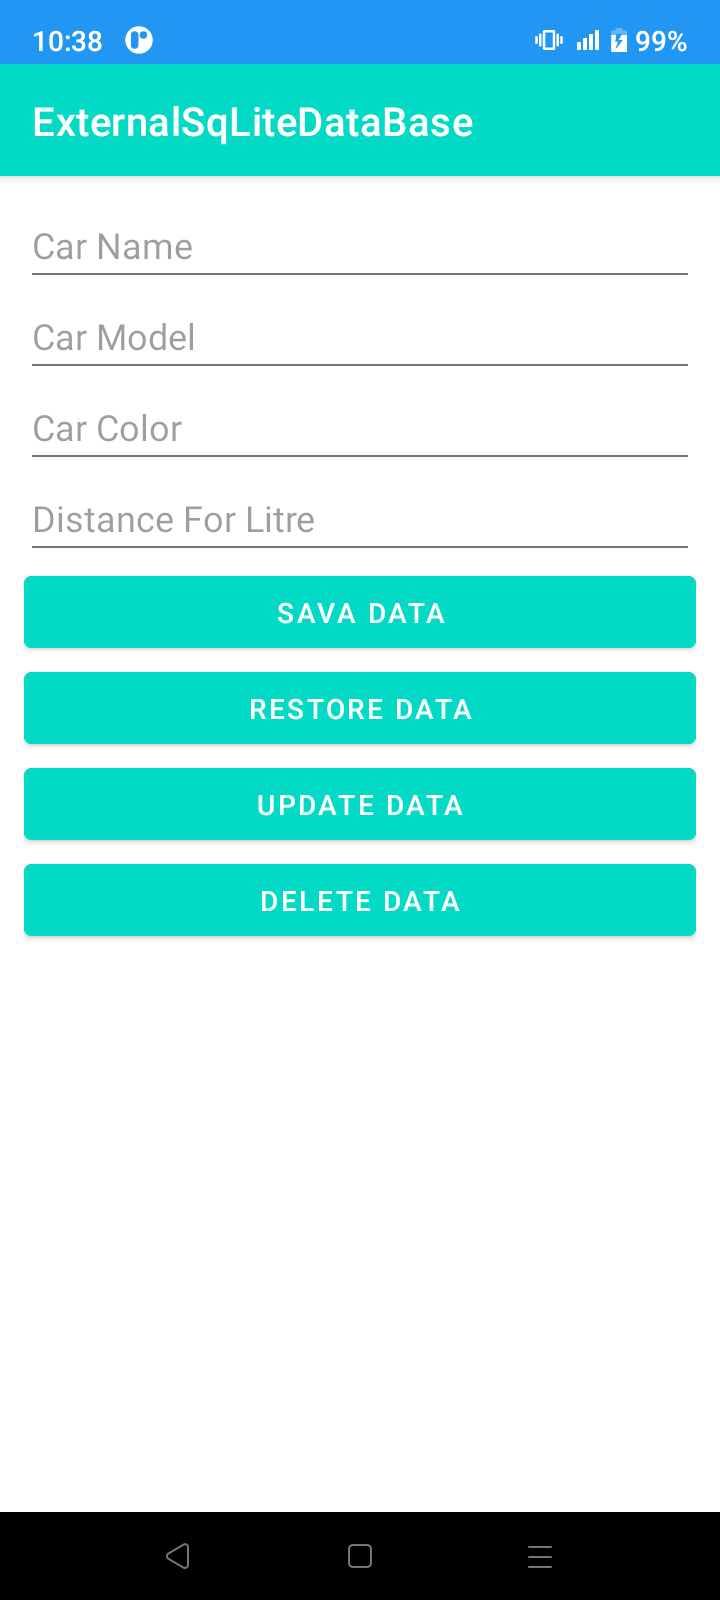 10:38 99%
ExternalSqLiteDataBase
Car Name
Car Model
Car Color
Distance For Litre
SAVA DATA
RESTORE DATA
UPDATE DATA
DELETE DATA